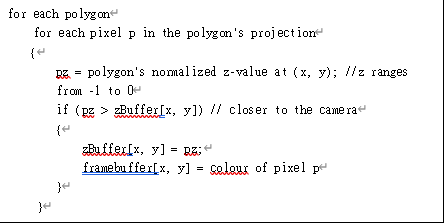 for each polygon
for each pixel p in the polygon's projection
{
pz = polygon's normalized z-value at (x, y); //z ranges
from -1 to 0
if (pz > zBuffer[x, y]) // closer to the camera
{
zBuffer[x, y] = pz;
framebuffer[x, y] = colour of pixel p
}
}